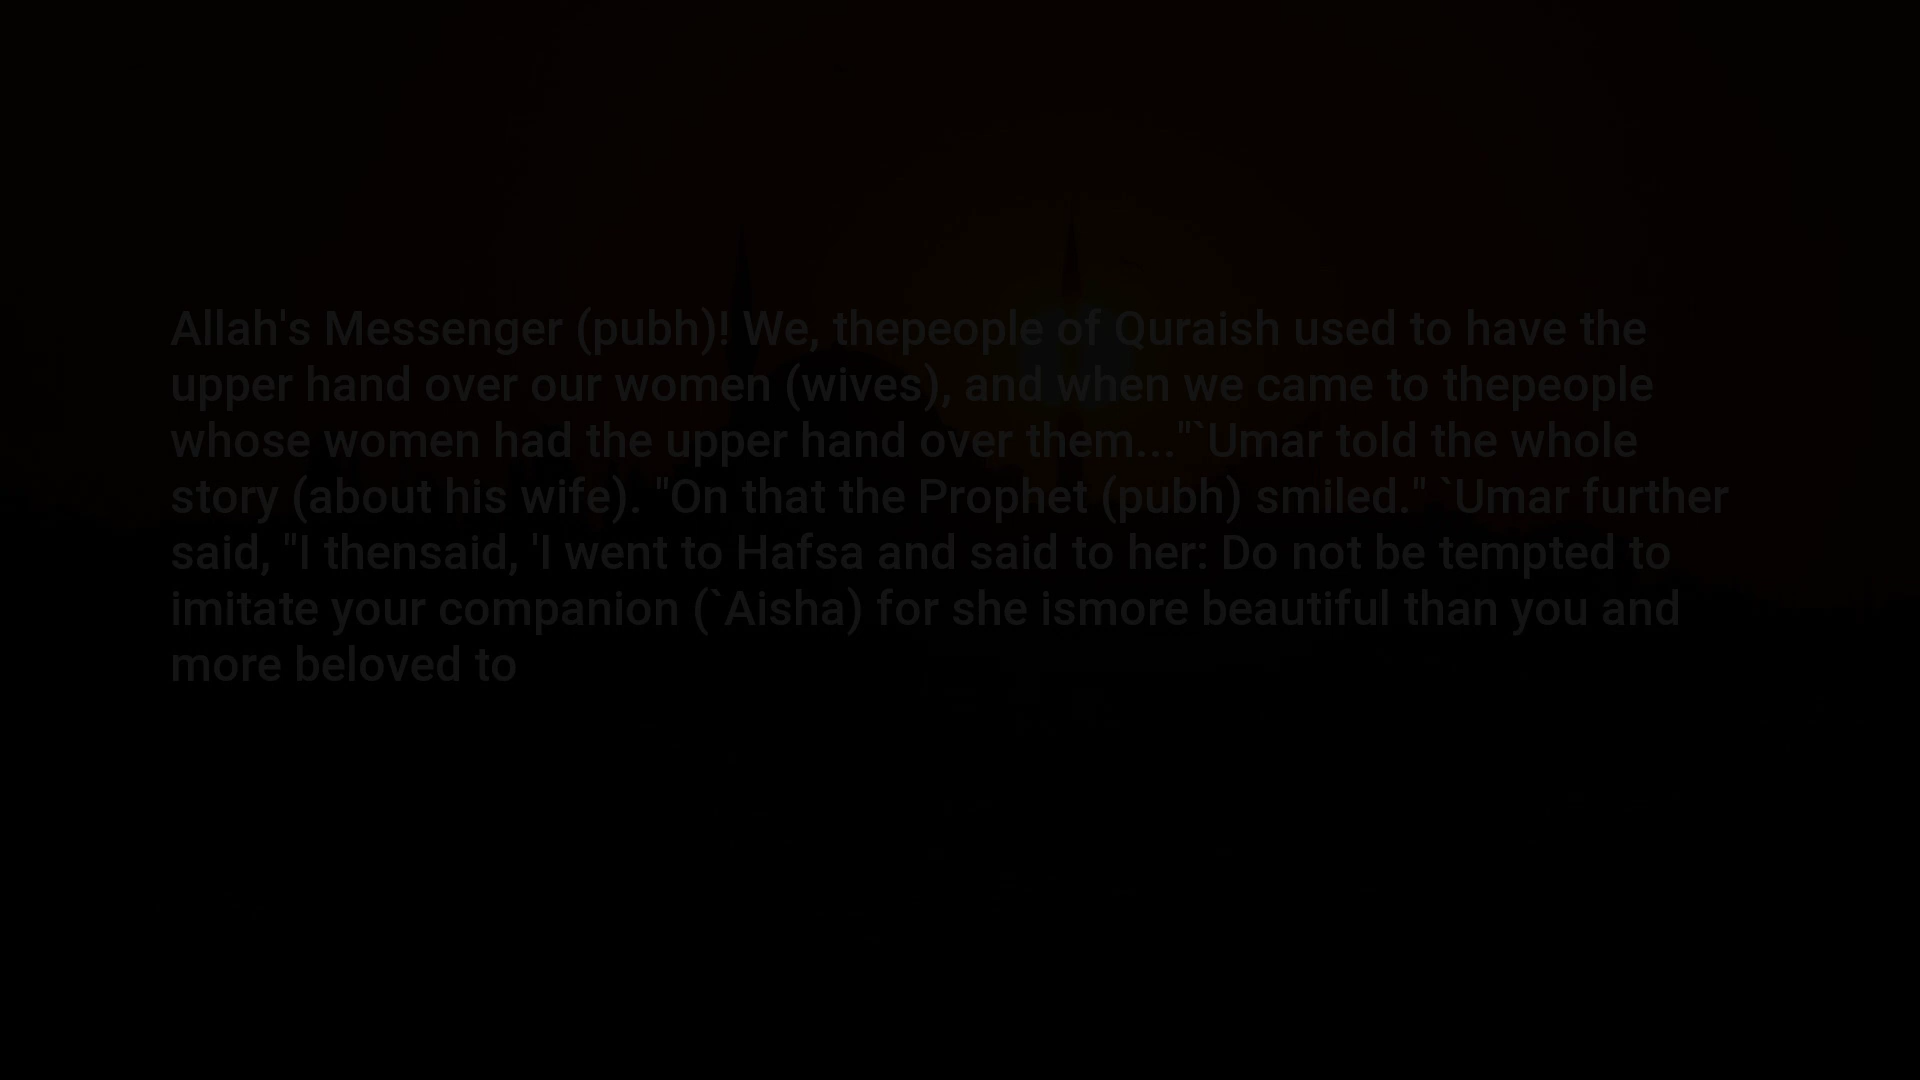 Allah's Messenger (pubh)! We, thepeople of Quraish used to have the
upper hand over our women (wives), and when we came to thepeople
whose women had the upper hand over them..."`Umar told the whole
story (about his wife). "On that the Prophet (pubh) smiled." `Umar further
said, "I thensaid, 'I went to Hafsa and said to her: Do not be tempted to
imitate your companion (`Aisha) for she ismore beautiful than you and
more beloved to